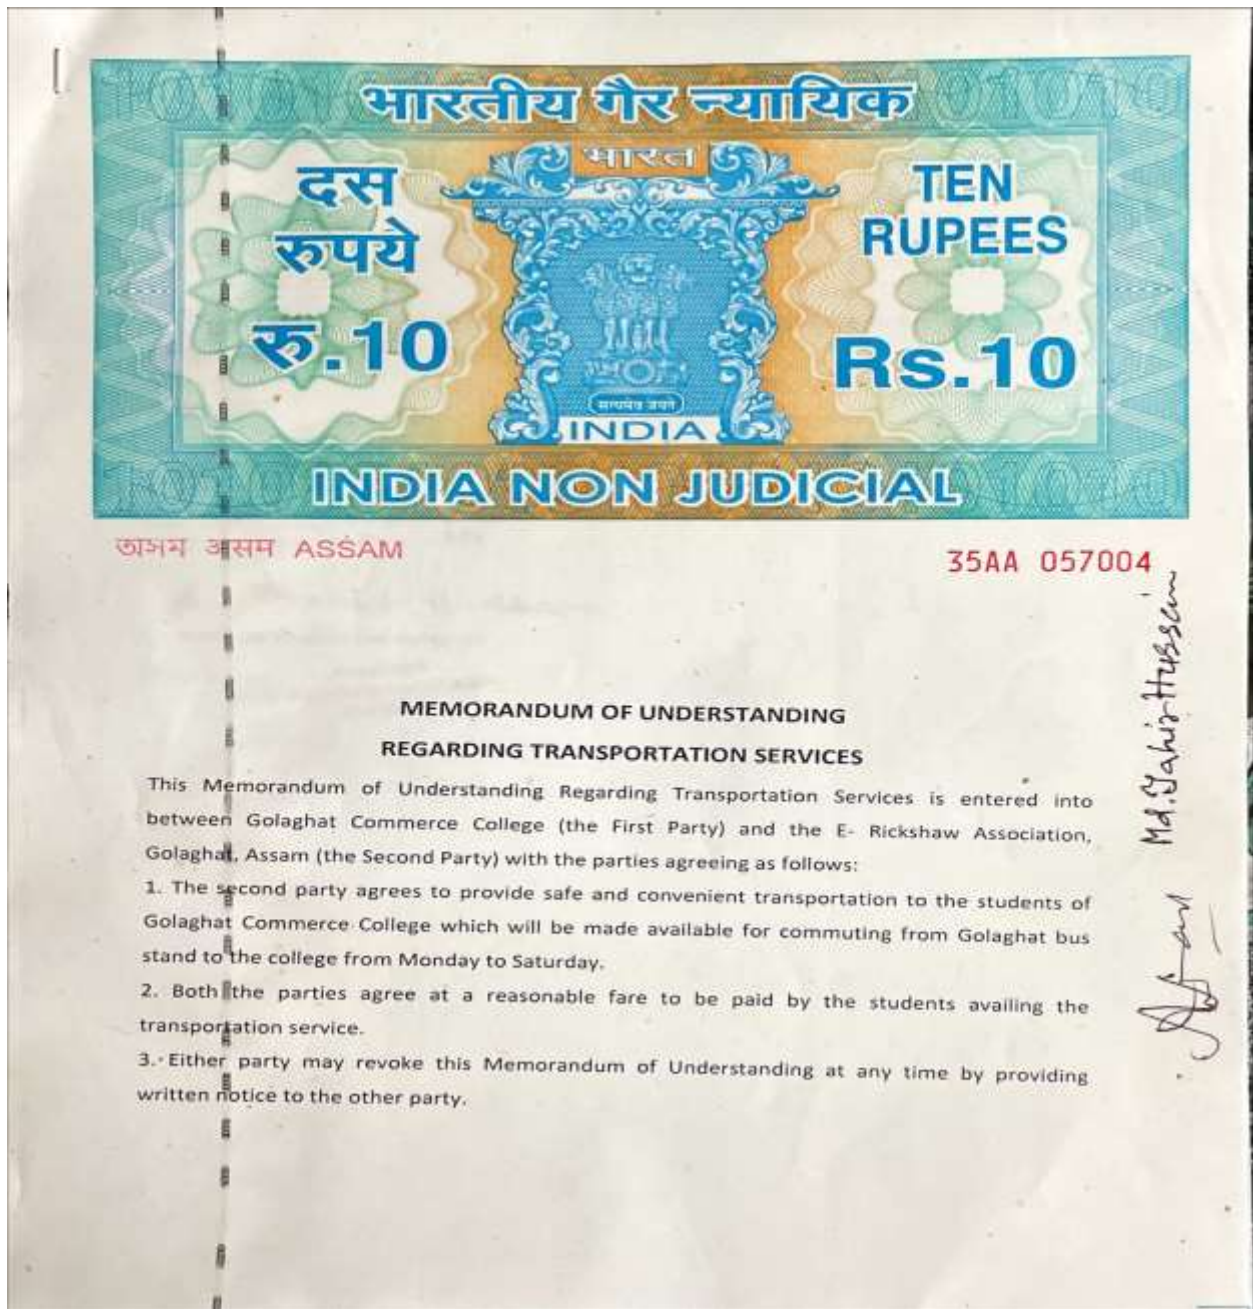 भारतीय गैर न्यायिक
भारत
दस
रुपये
रु.10
TEN
RUPEES
Rs.10
सत्यमेव जयते
INDIA
INDIA NON JUDICIAL
অসম असम ASSAM
35AA 057004
MEMORANDUM OF UNDERSTANDING
REGARDING TRANSPORTATION SERVICES
This Memorandum of Understanding Regarding Transportation Services is entered into
between Golaghat Commerce College (the First Party) and the E- Rickshaw Association,
Golaghat, Assam (the Second Party) with the parties agreeing as follows:
1. The second party agrees to provide safe and convenient transportation to the students of
Golaghat Commerce College which will be made available for commuting from Golaghat bus
stand to the college from Monday to Saturday.
2. Both the parties agree at a reasonable fare to be paid by the students availing the
transportation service.
3. Either party may revoke this Memorandum of Understanding at any time by providing
written notice to the other party.
Md. Tahir Hussein